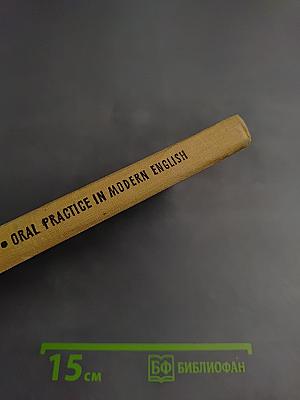 • ORAL PRACTICE IN MODERN ENGLISH
15 см БФ БИБЛИОФАН